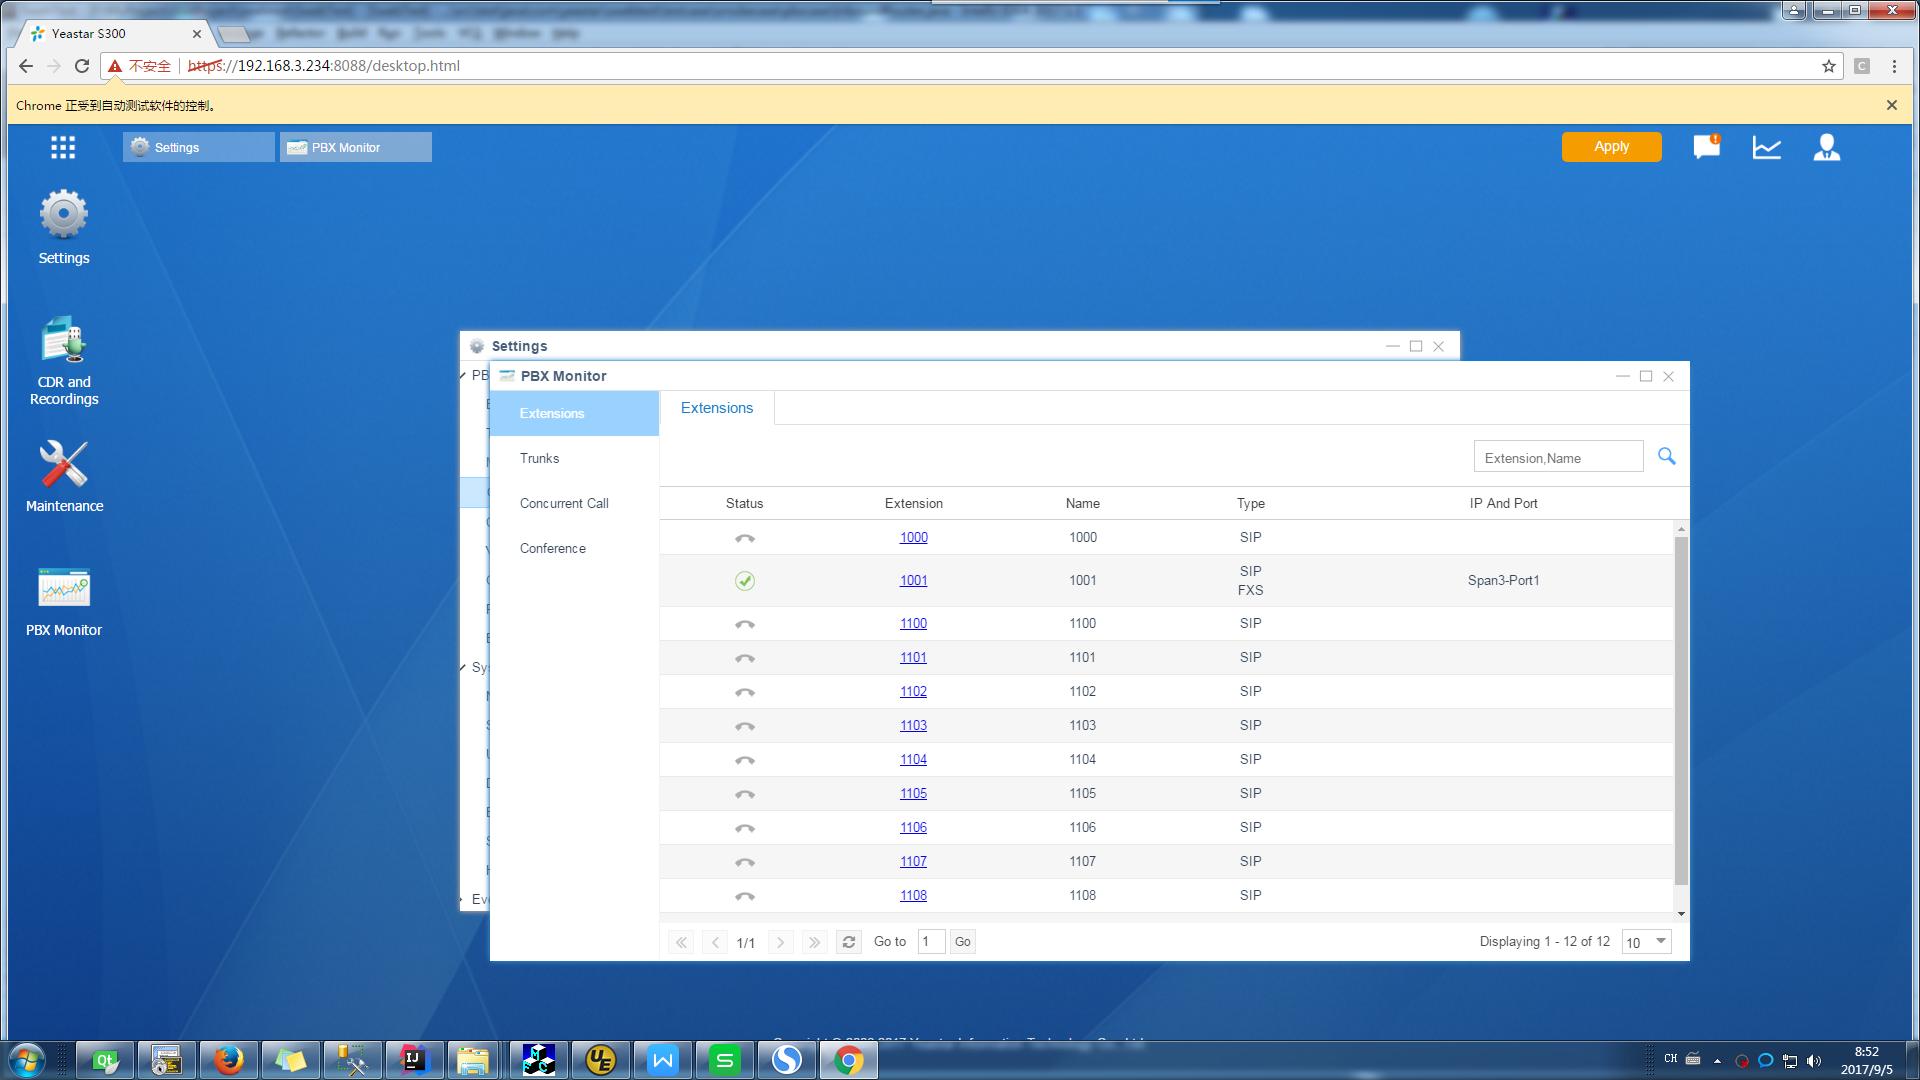 Yeastar S300
不安全 https://192.168.3.234:8088/desktop.html
Chrome 正受到自动测试软件的控制。
Settings
PBX Monitor
Apply
Settings
CDR and
Recordings
Maintenance
PBX Monitor
Settings
PB
Sys
Eve
PBX Monitor
Extensions
Trunks
Concurrent Call
Conference
Extensions
Extension,Name
Status Extension Name Type IP And Port
1000 1000 SIP
1001 1001 SIP FXS Span3-Port1
1100 1100 SIP
1101 1101 SIP
1102 1102 SIP
1103 1103 SIP
1104 1104 SIP
1105 1105 SIP
1106 1106 SIP
1107 1107 SIP
1108 1108 SIP
1/1 Go to 1 Go Displaying 1 - 12 of 12 10
CH
8:52
2017/9/5